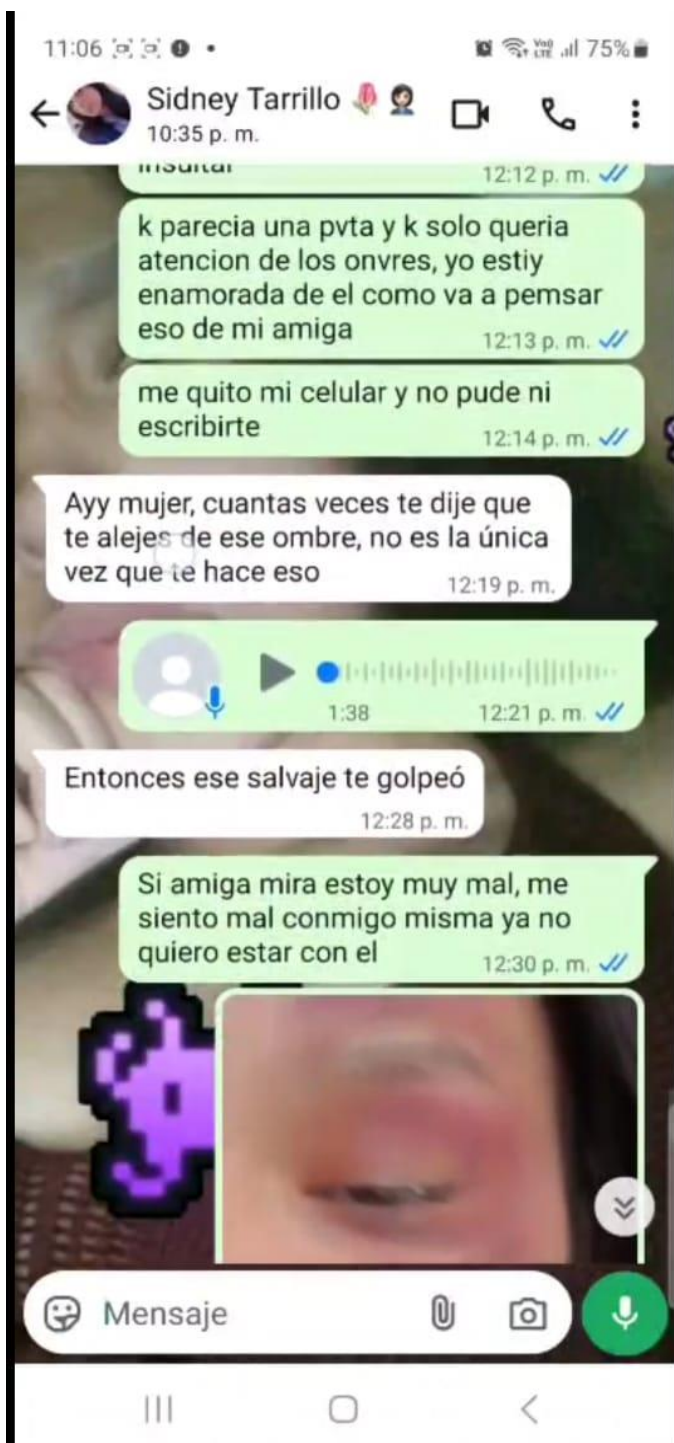 11:06
75%
Sidney Tarrillo
10:35 p. m.
insultar
12:12 p. m.
k parecia una pvta y k solo queria
atencion de los onvres, yo estiy
enamorada de el como va a pemsar
eso de mi amiga
12:13 p. m.
me quito mi celular y no pude ni
escribirte
12:14 p. m.
Ayy mujer, cuantas veces te dije que
te alejes de ese ombre, no es la única
vez que te hace eso
12:19 p. m.
1:38
12:21 p. m.
Entonces ese salvaje te golpeó
12:28 p. m.
Si amiga mira estoy muy mal, me
siento mal conmigo misma ya no
quiero estar con el
12:30 p. m.
Mensaje